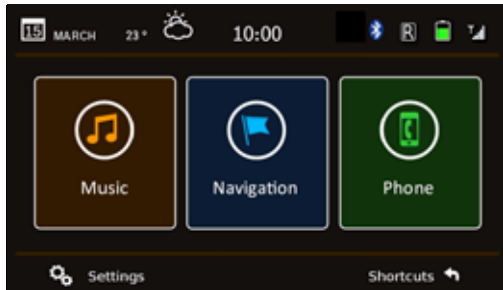 15 MARCH 23° 10:00 R T
Music Navigation Phone
Settings Shortcuts